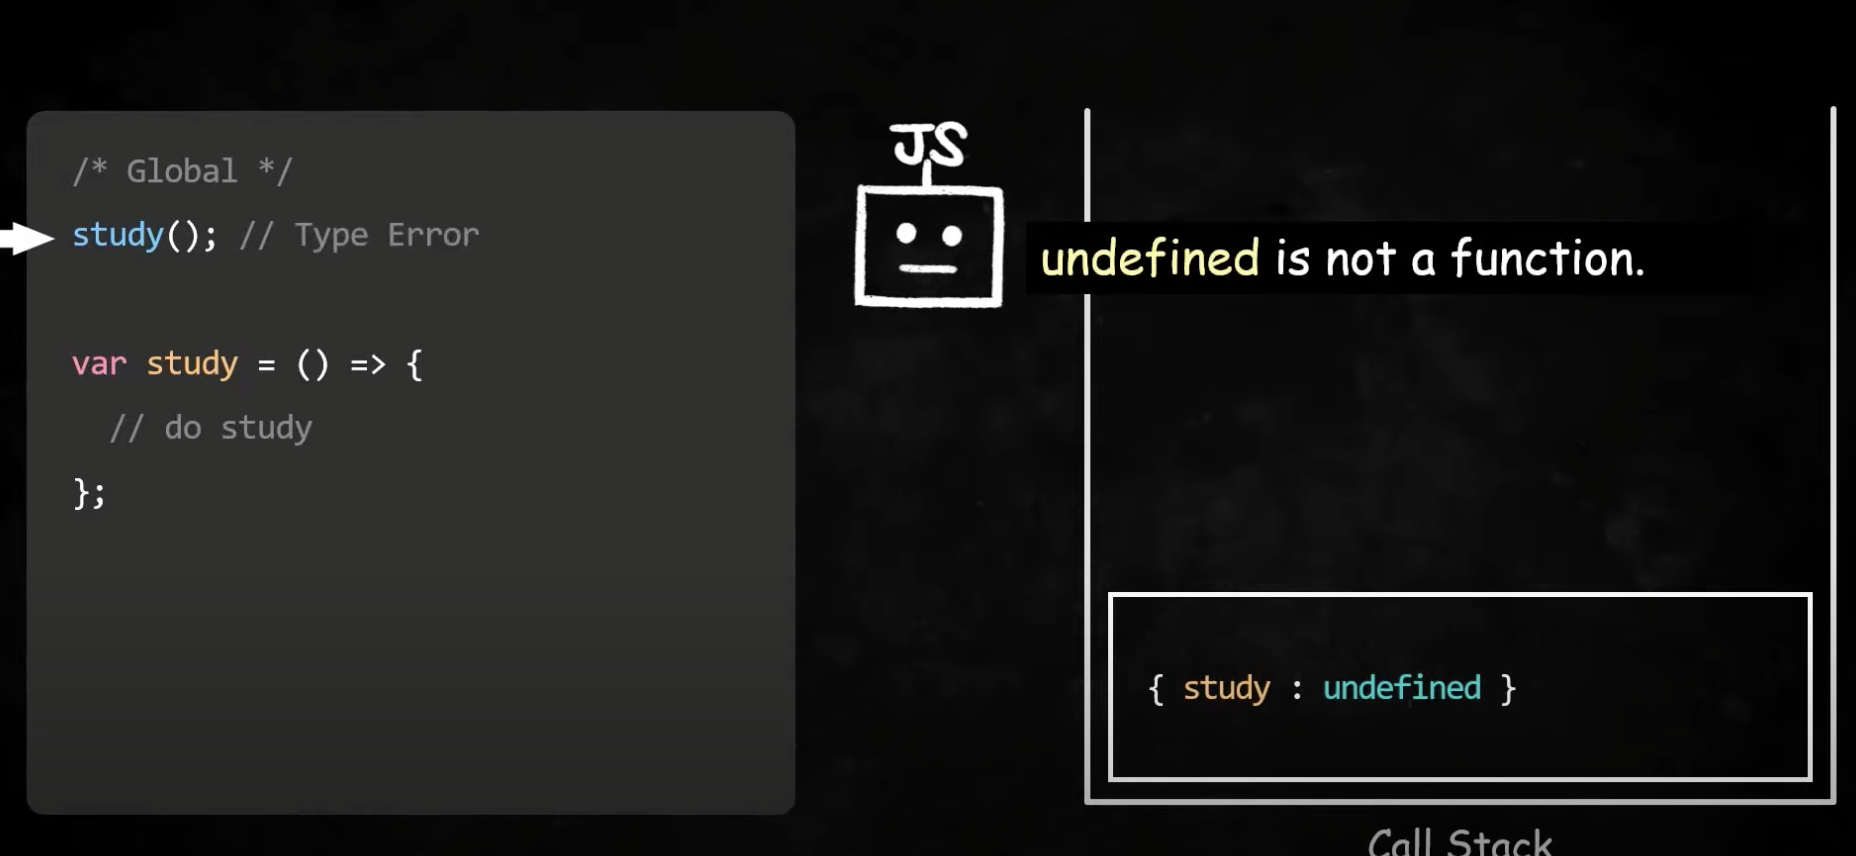 /* Global */
study(); // Type Error
var study = () => {
// do study
};
JS
undefined is not a function.
{ study : undefined }
Call Stack